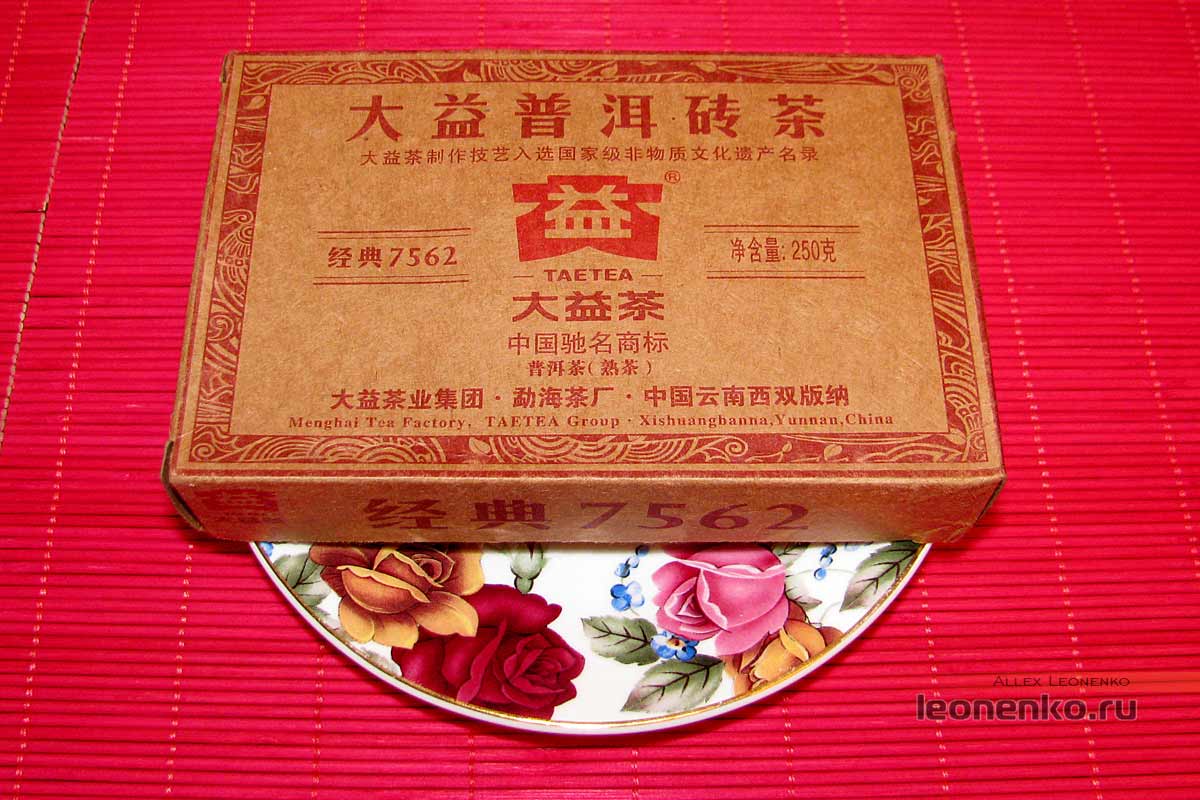 大益普洱砖茶
大益茶制作技艺入选国家级非物质文化遗产名录
益®
经典7562
TAETEA
净含量: 250克
大益茶
中国驰名商标
普洱茶(熟茶)
大益茶业集团·勐海茶厂·中国云南西双版纳
Menghai Tea Factory, TAETEA Group · Xishuangbanna,Yunnan,China
经典7562
Allex Leonenko
leonenko.ru